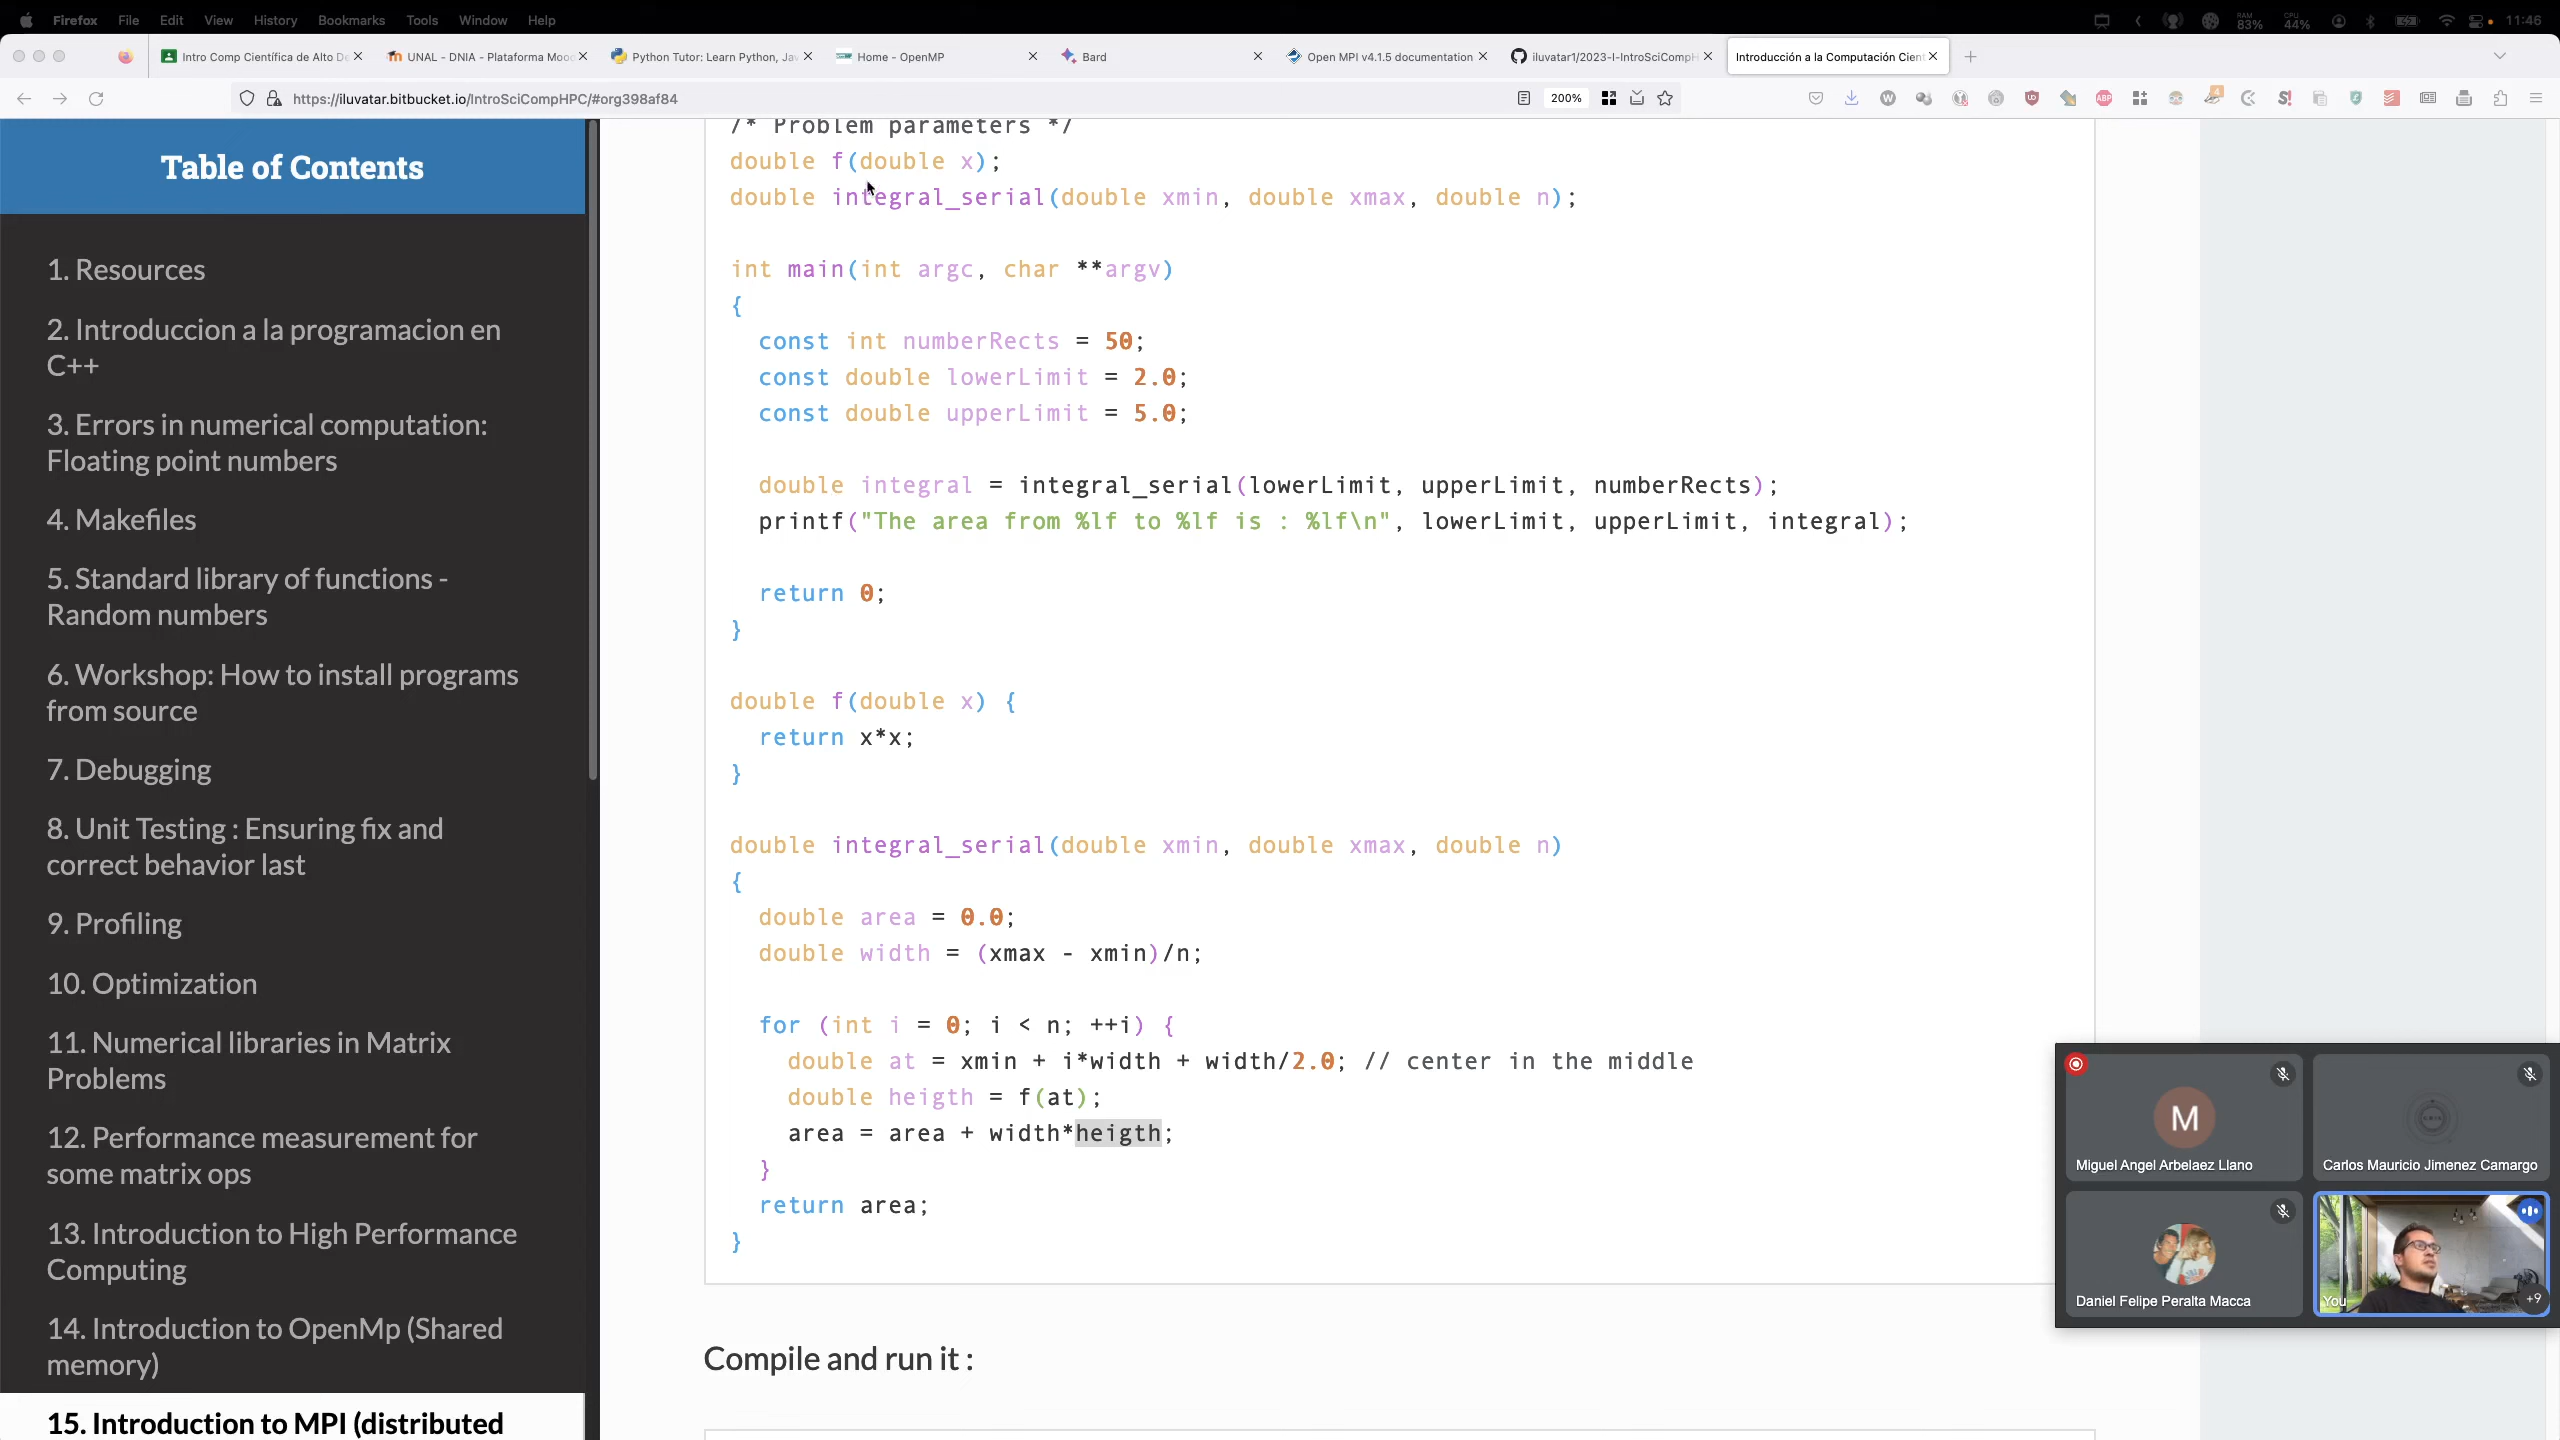 Firefox File Edit View History Bookmarks Tools Window Help RAM 83% CPU 44% 11:46
Intro Comp Científica de Alto De UNAL - DNIA - Plataforma Mood Python Tutor: Learn Python, Jav Home - OpenMP Bard Open MPI v4.1.5 documentation iluvatar1/2023-I-IntroSciCompH Introducción a la Computación Cient
https://iluvatar.bitbucket.io/IntroSciCompHPC/#org398af84 200%
Table of Contents
1. Resources
2. Introduccion a la programacion en
C++
3. Errors in numerical computation:
Floating point numbers
4. Makefiles
5. Standard library of functions -
Random numbers
6. Workshop: How to install programs
from source
7. Debugging
8. Unit Testing : Ensuring fix and
correct behavior last
9. Profiling
10. Optimization
11. Numerical libraries in Matrix
Problems
12. Performance measurement for
some matrix ops
13. Introduction to High Performance
Computing
14. Introduction to OpenMp (Shared
memory)
15. Introduction to MPI (distributed
/* Problem parameters */
double f(double x);
double integral_serial(double xmin, double xmax, double n);
int main(int argc, char **argv)
{
const int numberRects = 50;
const double lowerLimit = 2.0;
const double upperLimit = 5.0;
double integral = integral_serial(lowerLimit, upperLimit, numberRects);
printf("The area from %lf to %lf is : %lf\n", lowerLimit, upperLimit, integral);
return 0;
}
double f(double x) {
return x*x;
}
double integral_serial(double xmin, double xmax, double n)
{
double area = 0.0;
double width = (xmax - xmin)/n;
for (int i = 0; i < n; ++i) {
double at = xmin + i*width + width/2.0; // center in the middle
double heigth = f(at);
area = area + width*heigth;
}
return area;
}
Compile and run it :
M
Miguel Angel Arbelaez Llano
Carlos Mauricio Jimenez Camargo
Daniel Felipe Peralta Macca
You
+9